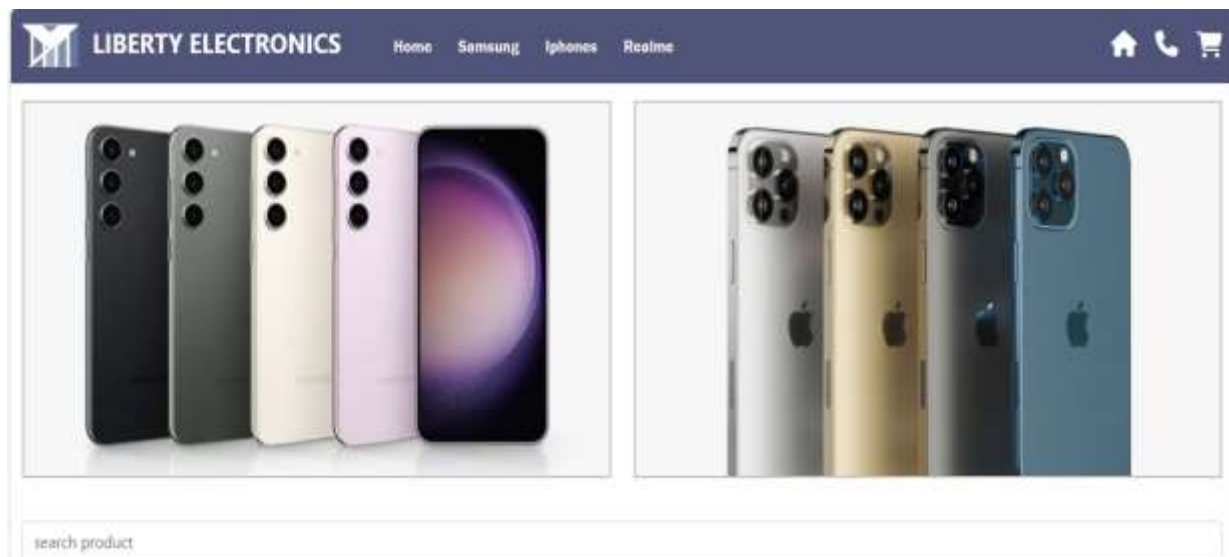 LIBERTY ELECTRONICS Home Samsung Iphones Realme
search product